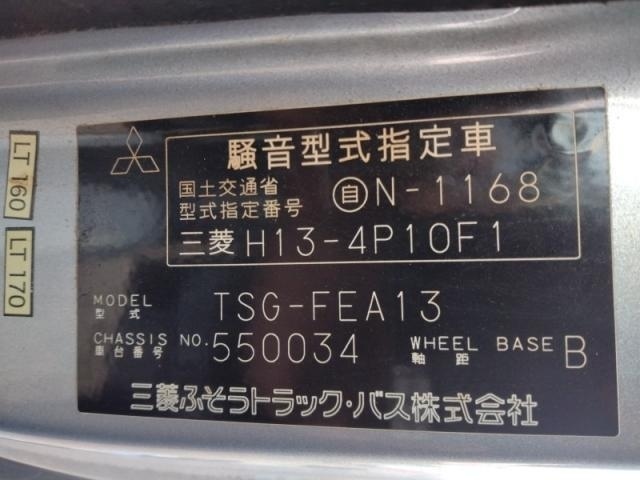 騒音型式指定車
国土交通省
型式指定番号 自N-1168
三菱 H13-4P10F1
MODEL
型式 TSG-FEA13
CHASSIS NO.
車台番号 550034
WHEEL BASE
軸距 B
三菱ふそうトラック・バス株式会社
LT 160
LT 170